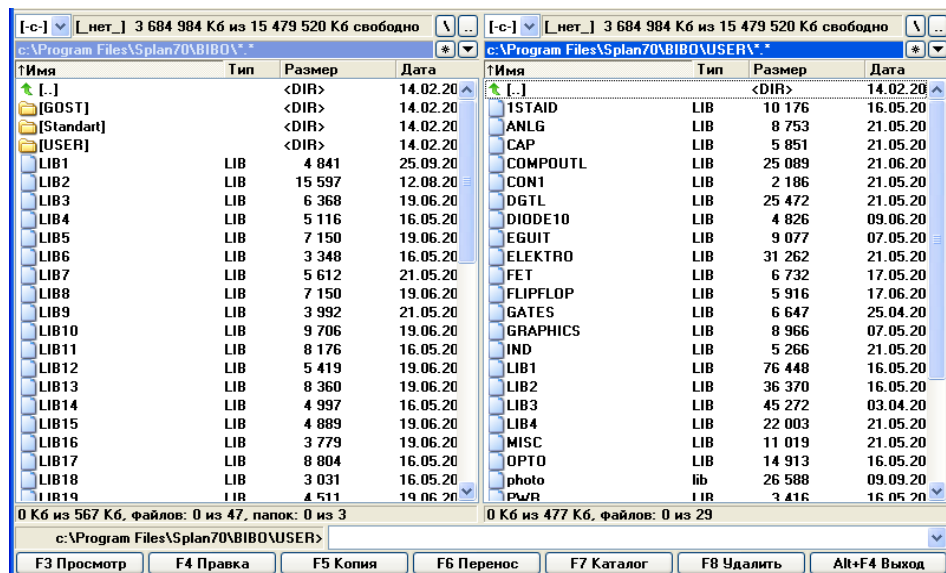 [-c-] [_нет_] 3 684 984 Кб из 15 479 520 Кб свободно \ .. [-c-] [_нет_] 3 684 984 Кб из 15 479 520 Кб свободно \ ..
c:\Program Files\Splan70\BIBO\*.* * ▼ c:\Program Files\Splan70\BIBO\USER\*.* * ▼
↑Имя Тип Размер Дата ↑Имя Тип Размер Дата
[..] <DIR> 14.02.20 [..] <DIR> 14.02.20
[GOST] <DIR> 14.02.20 1STAID LIB 10 176 16.05.20
[Standart] <DIR> 14.02.20 ANLG LIB 8 753 21.05.20
[USER] <DIR> 14.02.20 CAP LIB 5 851 21.05.20
LIB1 LIB 4 841 25.09.20 COMPOUTL LIB 25 089 21.06.20
LIB2 LIB 15 597 12.08.20 CON1 LIB 2 186 21.05.20
LIB3 LIB 6 368 19.06.20 DGTL LIB 25 472 21.05.20
LIB4 LIB 5 116 16.05.20 DIODE10 LIB 4 826 09.06.20
LIB5 LIB 7 150 19.06.20 EGUIT LIB 9 077 07.05.20
LIB6 LIB 3 348 16.05.20 ELEKTRO LIB 31 262 21.05.20
LIB7 LIB 5 612 21.05.20 FET LIB 6 732 17.05.20
LIB8 LIB 7 150 19.06.20 FLIPFLOP LIB 5 916 17.06.20
LIB9 LIB 3 992 21.05.20 GATES LIB 6 647 25.04.20
LIB10 LIB 9 706 19.06.20 GRAPHICS LIB 8 966 07.05.20
LIB11 LIB 8 176 16.05.20 IND LIB 5 266 21.05.20
LIB12 LIB 5 419 19.06.20 LIB1 LIB 76 448 16.05.20
LIB13 LIB 8 360 19.06.20 LIB2 LIB 36 370 16.05.20
LIB14 LIB 4 997 16.05.20 LIB3 LIB 45 272 03.04.20
LIB15 LIB 4 889 19.06.20 LIB4 LIB 22 003 21.05.20
LIB16 LIB 3 779 19.06.20 MISC LIB 11 019 21.05.20
LIB17 LIB 8 804 16.05.20 OPTO LIB 14 913 16.05.20
LIB18 LIB 3 031 16.05.20 photo lib 26 588 09.09.20
LIB19 LIB 4 511 19.06.20 PWR LIB 3 416 16.05.20
0 Кб из 567 Кб, файлов: 0 из 47, папок: 0 из 3 0 Кб из 477 Кб, файлов: 0 из 29
c:\Program Files\Splan70\BIBO\USER>
F3 Просмотр F4 Правка F5 Копия F6 Перенос F7 Каталог F8 Удалить Alt+F4 Выход